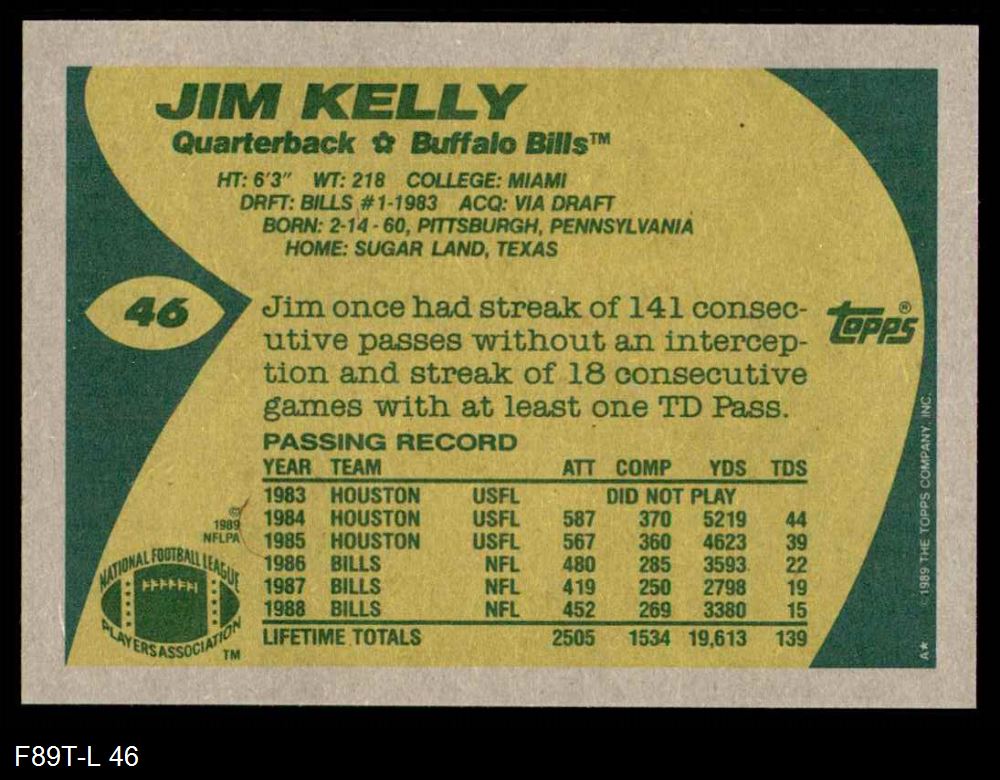 JIM KELLY
Quarterback ✿ Buffalo Bills™
HT: 6'3" WT: 218 COLLEGE: MIAMI
DRFT: BILLS #1-1983 ACQ: VIA DRAFT
BORN: 2-14-60, PITTSBURGH, PENNSYLVANIA
HOME: SUGAR LAND, TEXAS
46
Jim once had streak of 141 consec-
utive passes without an intercep-
tion and streak of 18 consecutive
games with at least one TD Pass.
topps®
PASSING RECORD
YEAR TEAM ATT COMP YDS TDS
1983 HOUSTON USFL DID NOT PLAY
1984 HOUSTON USFL 587 370 5219 44
1985 HOUSTON USFL 567 360 4623 39
1986 BILLS NFL 480 285 3593 22
1987 BILLS NFL 419 250 2798 19
1988 BILLS NFL 452 269 3380 15
LIFETIME TOTALS 2505 1534 19,613 139
©
1989
NFLPA
NATIONAL FOOTBALL LEAGUE
PLAYERS ASSOCIATION
TM
©1989 THE TOPPS COMPANY, INC.
A*
F89T-L 46